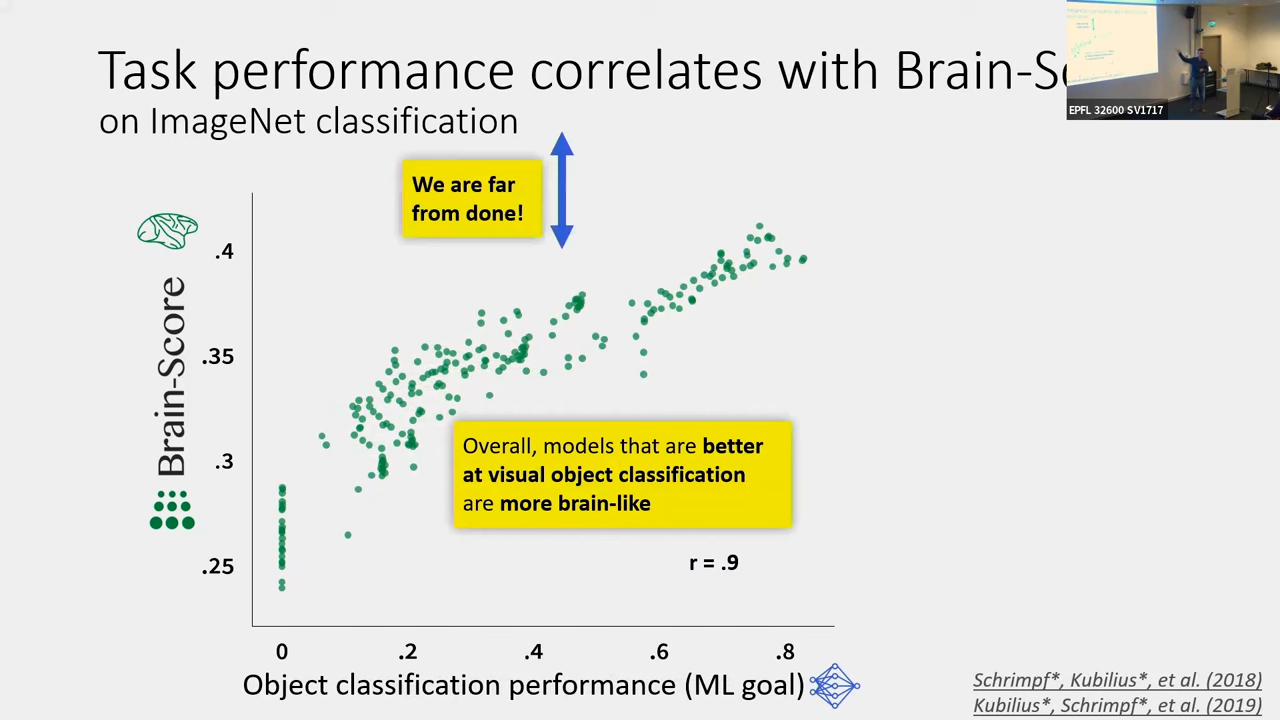 Task performance correlates with Brain-Sc
on ImageNet classification
EPFL 32600 SV1717
We are far
from done!
Brain-Score
.4
.35
.3
.25
Overall, models that are better
at visual object classification
are more brain-like
r = .9
0 .2 .4 .6 .8
Object classification performance (ML goal)
Schrimpf*, Kubilius*, et al. (2018)
Kubilius*, Schrimpf*, et al. (2019)